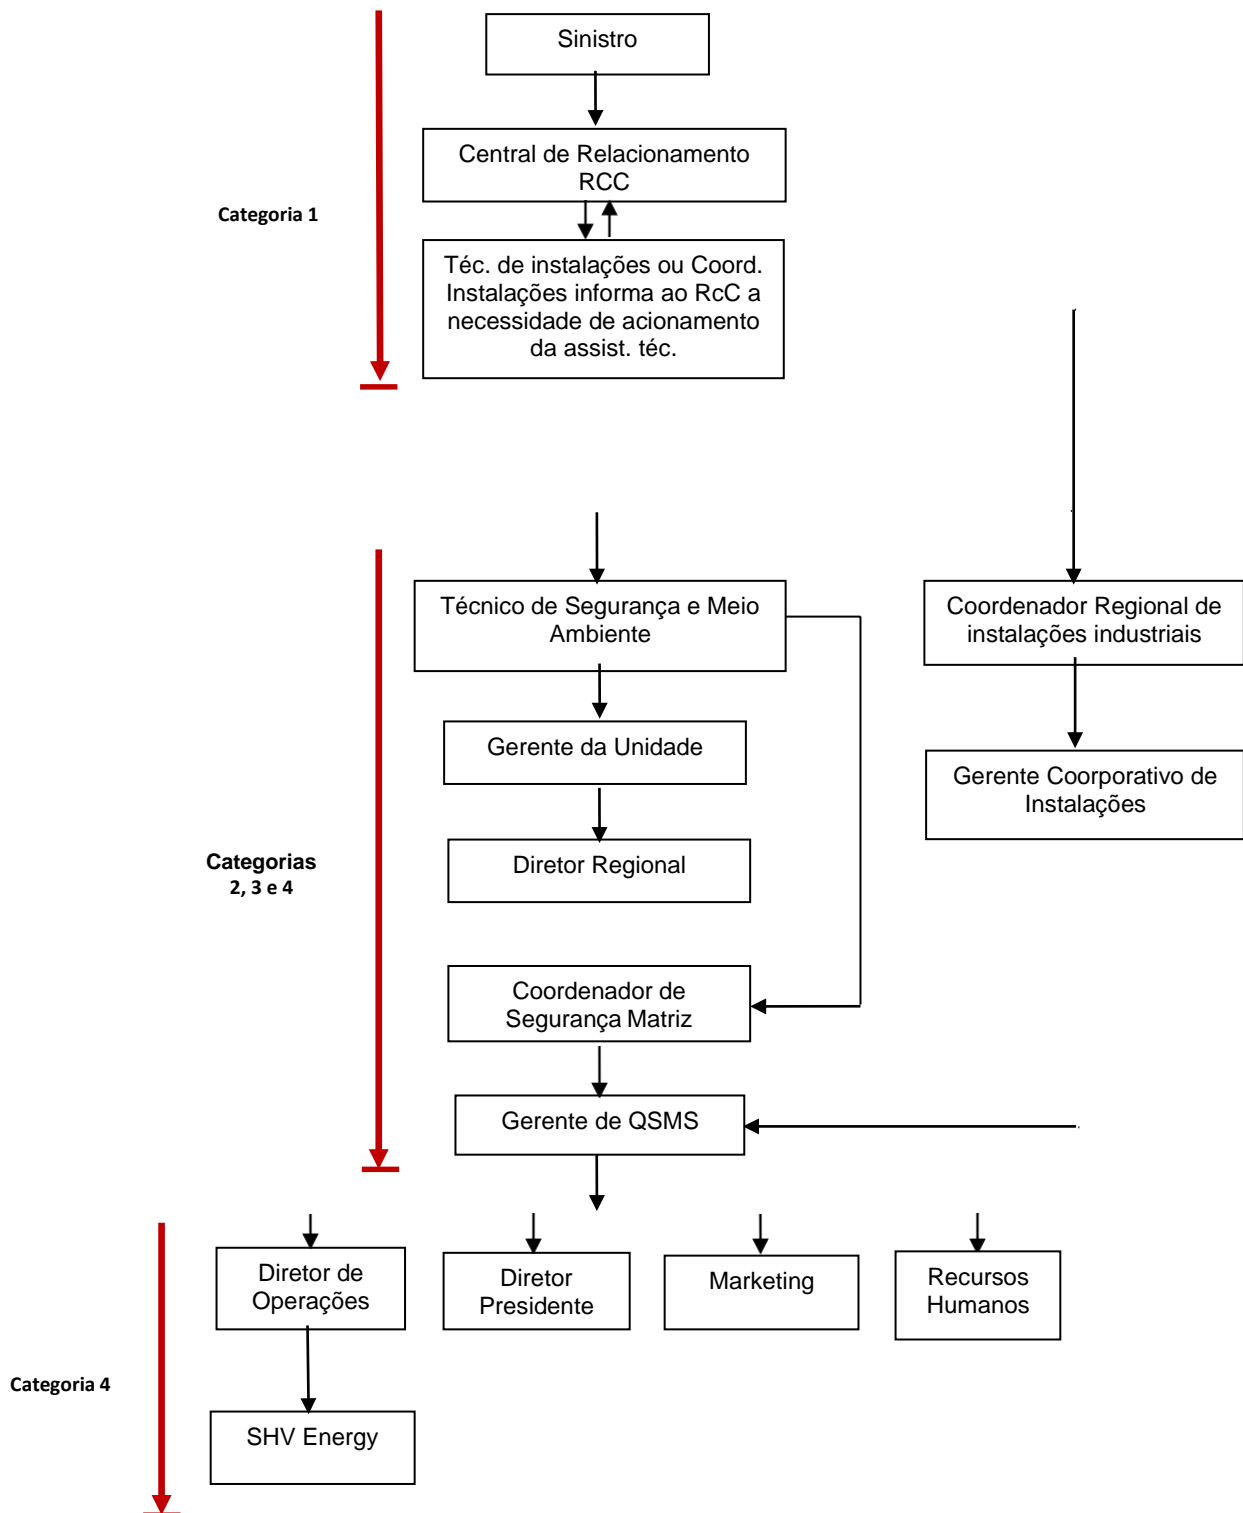 Sinistro
Central de Relacionamento
RCC
Categoria 1
Téc. de instalações ou Coord.
Instalações informa ao RcC a
necessidade de acionamento
da assist. téc.
Técnico de Segurança e Meio
Ambiente
Coordenador Regional de
instalações industriais
Gerente da Unidade
Gerente Coorporativo de
Instalações
Diretor Regional
Categorias
2, 3 e 4
Coordenador de
Segurança Matriz
Gerente de QSMS
Diretor de
Operações
Diretor
Presidente
Marketing
Recursos
Humanos
Categoria 4
SHV Energy